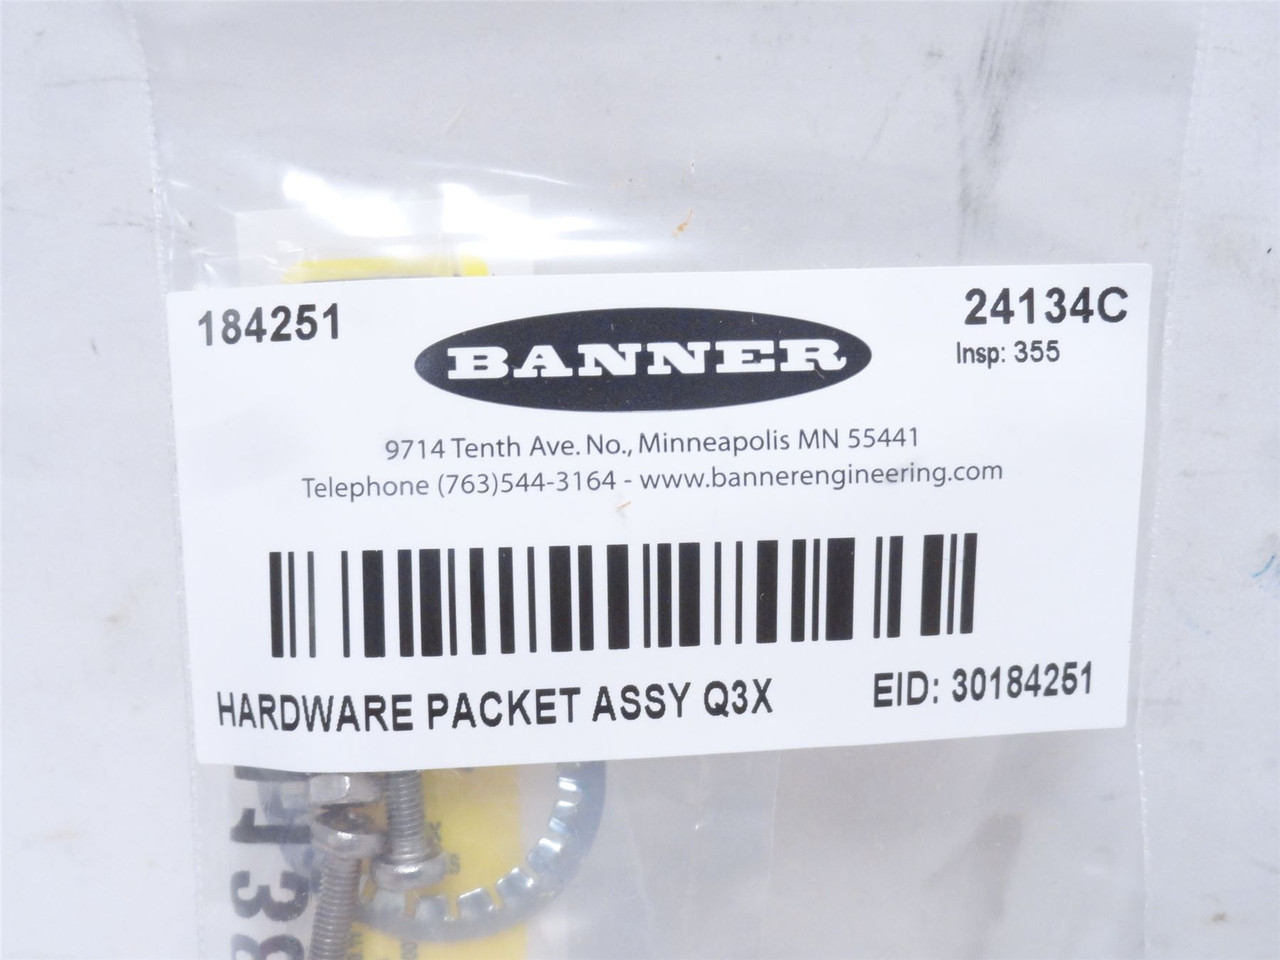 184251
24134C
Insp: 355
BANNER
9714 Tenth Ave. No., Minneapolis MN 55441
Telephone (763)544-3164 - www.bannerengineering.com
HARDWARE PACKET ASSY Q3X
EID: 30184251
138